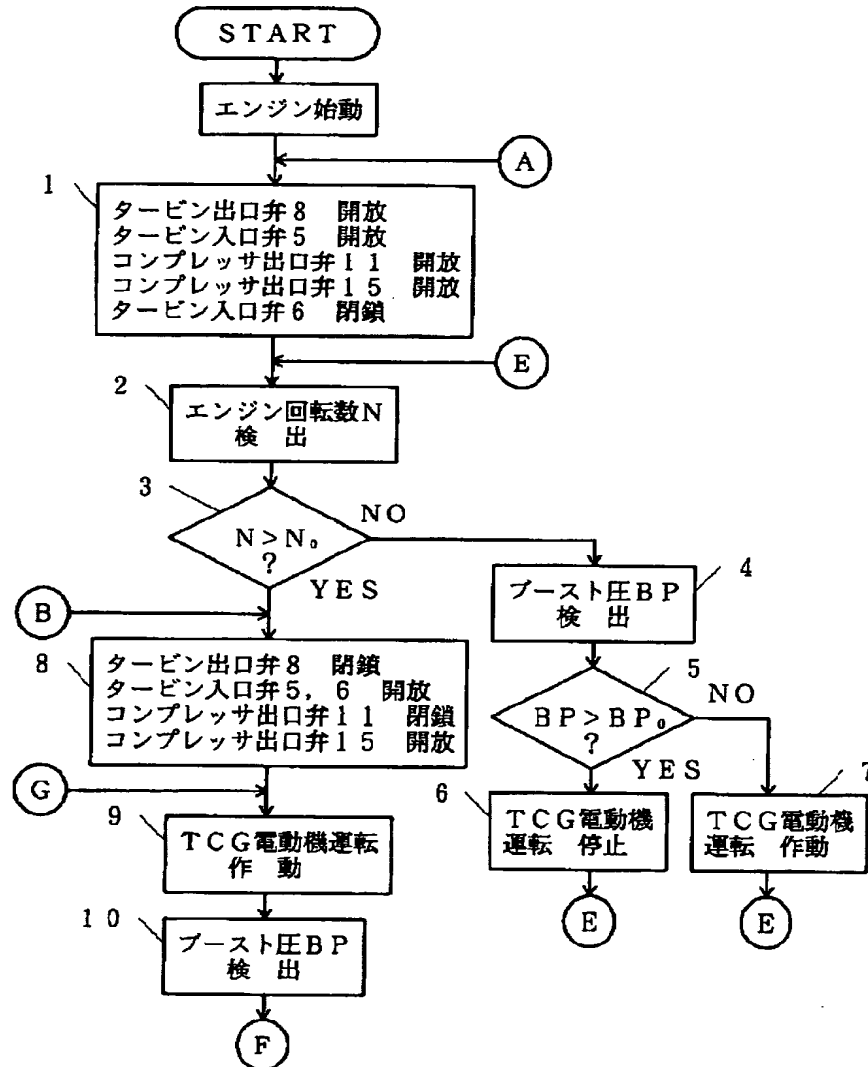 START
エンジン始動
A
1
タービン出口弁8 開放
タービン入口弁5 開放
コンプレッサ出口弁11 開放
コンプレッサ出口弁15 開放
タービン入口弁6 閉鎖
E
2
エンジン回転数N
検 出
3
N>N₀
?
NO
YES
4
ブースト圧BP
検 出
B
8
タービン出口弁8 閉鎖
タービン入口弁5,6 開放
コンプレッサ出口弁11 閉鎖
コンプレッサ出口弁15 開放
5
BP>BP₀
?
NO
YES
G
6
TCG電動機
運転 停止
7
TCG電動機
運転 作動
9
TCG電動機運転
作 動
E
E
10
ブースト圧BP
検 出
F